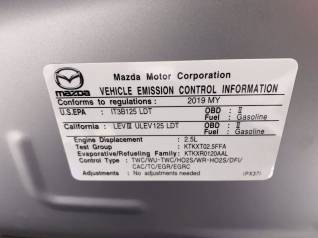 mazda
Mazda Motor Corporation
VEHICLE EMISSION CONTROL INFORMATION
Conforms to regulations : 2019 MY
U.S.EPA : T3B125 LDT OBD : II
Fuel : Gasoline
California : LEVIII ULEV125 LDT OBD : II
Fuel : Gasoline
Engine Displacement : 2.5L
Test Group : KTKXT02.5FFA
Evaporative/Refueling Family : KTKXR0120AAL
Control Type : TWC/WU-TWC/HO2S/WR-HO2S/DFI/
CAC/TC/EGR/EGRC
Adjustments : No adjustments needed (PX37)